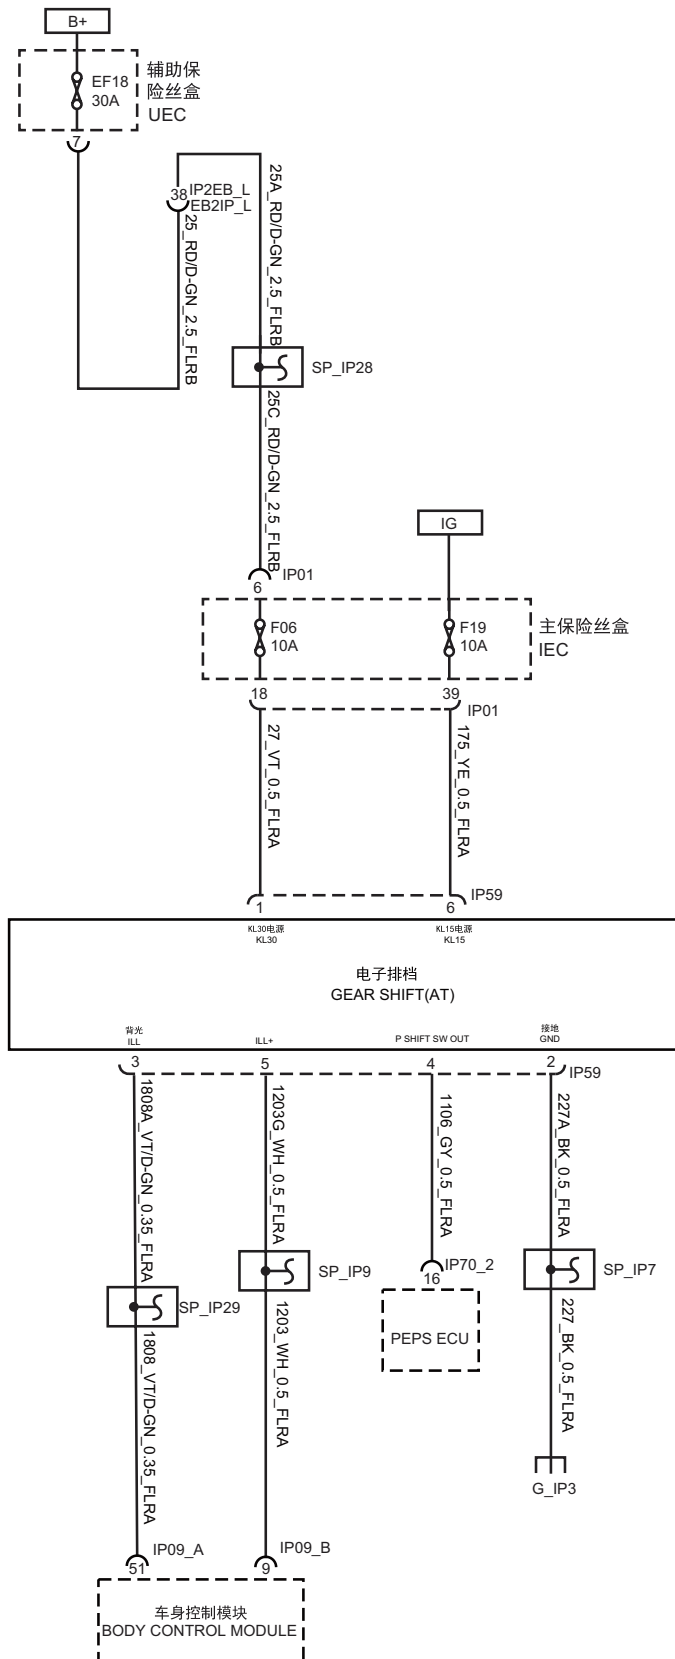 B+
EF18
30A
辅助保
险丝盒
UEC
7
38
IP2EB_L
EB2IP_L
25_RD/D-GN_2.5_FLRB
25A_RD/D-GN_2.5_FLRB
SP_IP28
25C_RD/D-GN_2.5_FLRB
IG
IP01
6
F06
10A
F19
10A
主保险丝盒
IEC
18
39
IP01
27_VT_0.5_FLRA
175_YE_0.5_FLRA
IP59
1
6
KL30电源
KL30
KL15电源
KL15
电子排档
GEAR SHIFT(AT)
背光
ILL
ILL+
P SHIFT SW OUT
接地
GND
3
5
4
2
IP59
1808A_VT/D-GN_0.35_FLRA
1203G_WH_0.5_FLRA
1106_GY_0.5_FLRA
227A_BK_0.5_FLRA
SP_IP29
SP_IP9
IP70_2
16
SP_IP7
PEPS ECU
1808_VT/D-GN_0.35_FLRA
1203_WH_0.5_FLRA
227_BK_0.5_FLRA
G_IP3
IP09_A
51
IP09_B
9
车身控制模块
BODY CONTROL MODULE